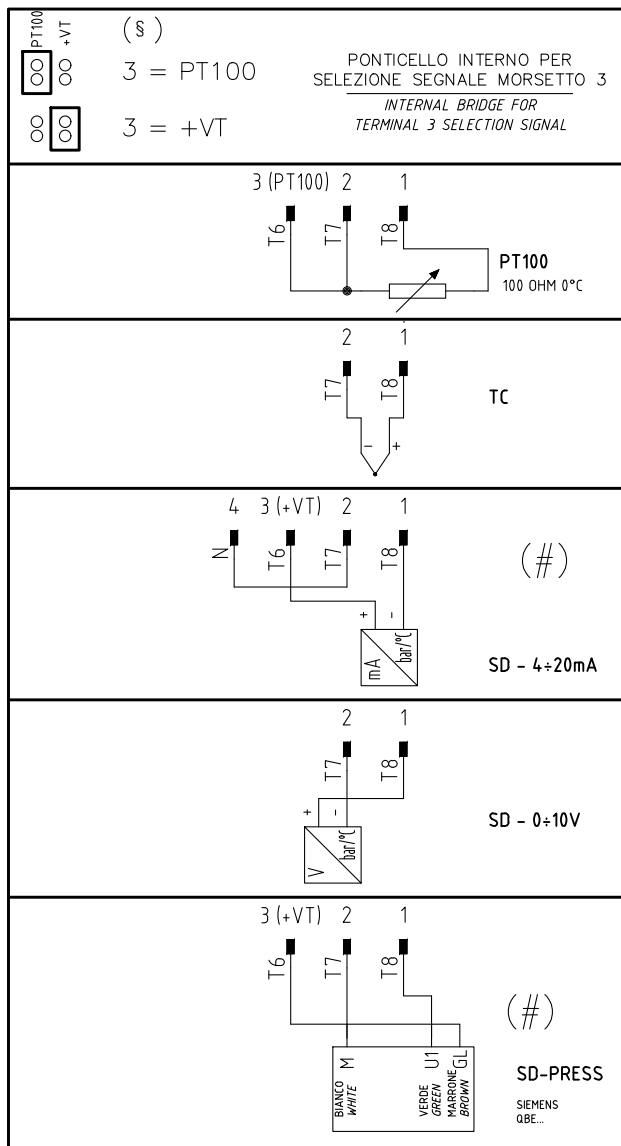 PT100
+VT
(§)
3 = PT100
3 = +VT
PONTICELLO INTERNO PER
SELEZIONE SEGNALE MORSETTO 3
INTERNAL BRIDGE FOR
TERMINAL 3 SELECTION SIGNAL
3 (PT100) 2 1
T6 T7 T8
PT100
100 OHM 0°C
2 1
T7 T8
TC
- +
4 3 (+VT) 2 1
N T6 T7 T8
(#)
+ -
mA bar/°C
SD - 4÷20mA
2 1
T7 T8
+ -
V bar/°C
SD - 0÷10V
3 (+VT) 2 1
T6 T7 T8
(#)
M U1 GL
BIANCO
WHITE
VERDE
GREEN
MARRONE
BROWN
SD-PRESS
SIEMENS
QBE...